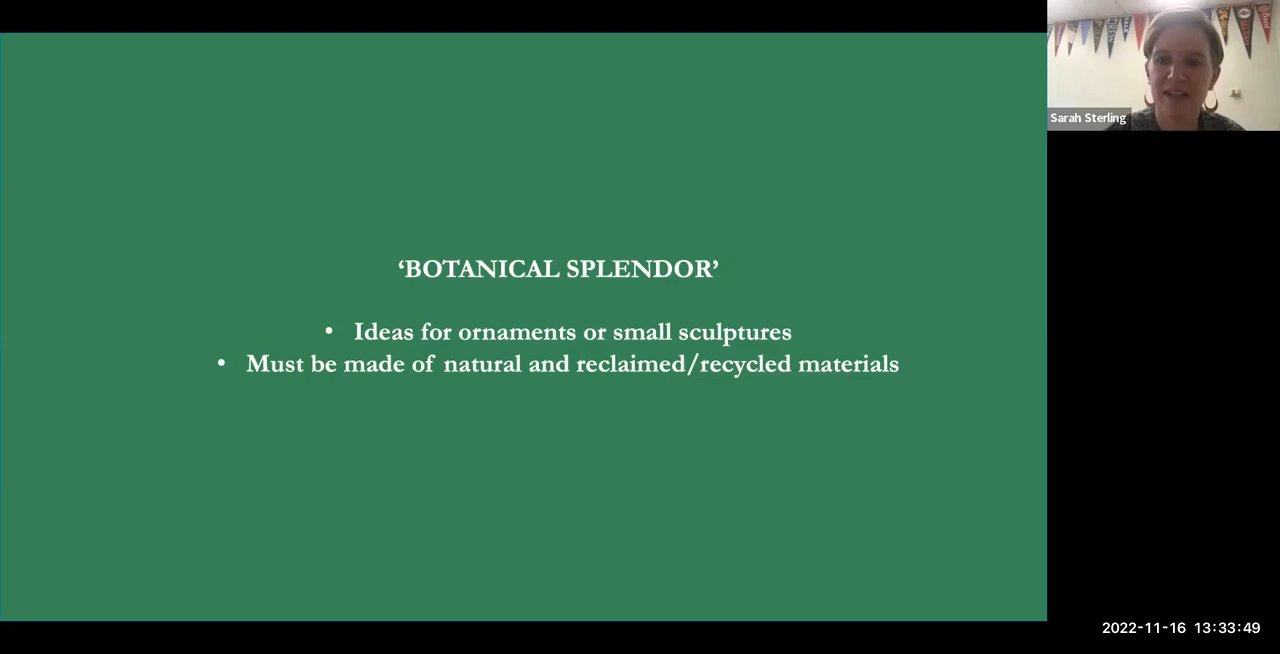 ‘BOTANICAL SPLENDOR’
• Ideas for ornaments or small sculptures
• Must be made of natural and reclaimed/recycled materials
Sarah Sterling
2022-11-16 13:33:49